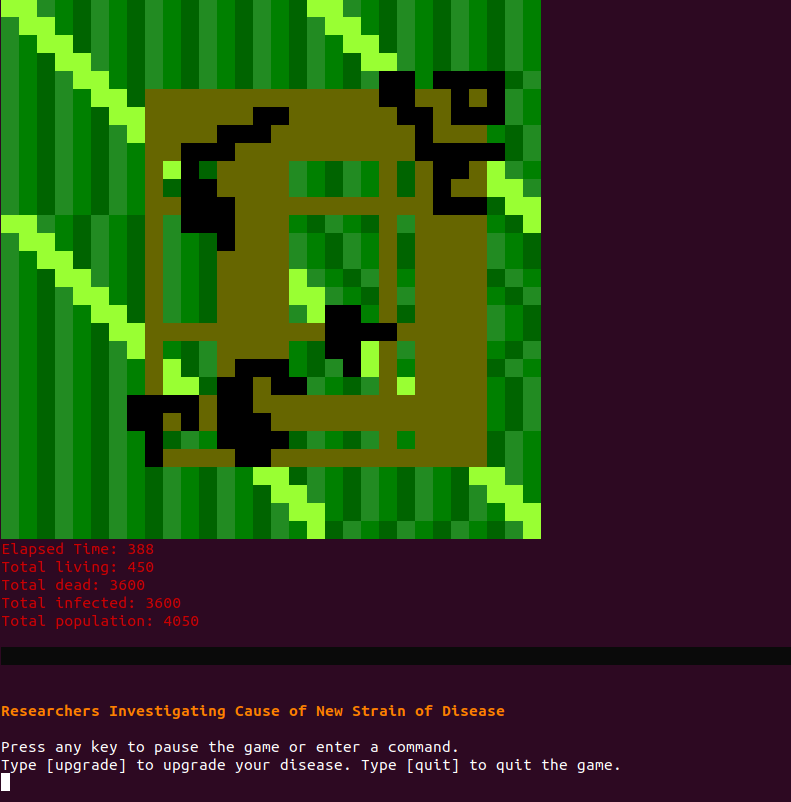 Elapsed Time: 388
Total living: 450
Total dead: 3600
Total infected: 3600
Total population: 4050
Researchers Investigating Cause of New Strain of Disease
Press any key to pause the game or enter a command.
Type [upgrade] to upgrade your disease. Type [quit] to quit the game.